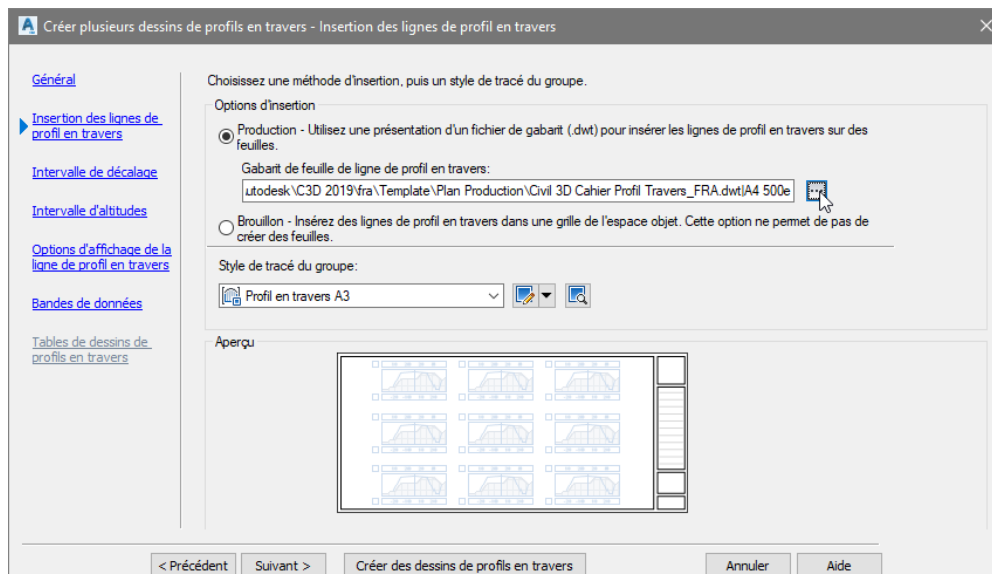 Créer plusieurs dessins de profils en travers - Insertion des lignes de profil en travers
Général
Insertion des lignes de
profil en travers
Intervalle de décalage
Intervalle d'altitudes
Options d'affichage de la
ligne de profil en travers
Bandes de données
Tables de dessins de
profils en travers
Choisissez une méthode d'insertion, puis un style de tracé du groupe.
Options d'insertion
Production - Utilisez une présentation d'un fichier de gabarit (.dwt) pour insérer les lignes de profil en travers sur des
feuilles.
Gabarit de feuille de ligne de profil en travers:
utodesk\C3D 2019\fra\Template\Plan Production\Civil 3D Cahier Profil Travers_FRA.dwt|A4 500e
Brouillon - Insérez des lignes de profil en travers dans une grille de l'espace objet. Cette option ne permet de pas de
créer des feuilles.
Style de tracé du groupe:
Profil en travers A3
Aperçu
< Précédent
Suivant >
Créer des dessins de profils en travers
Annuler
Aide